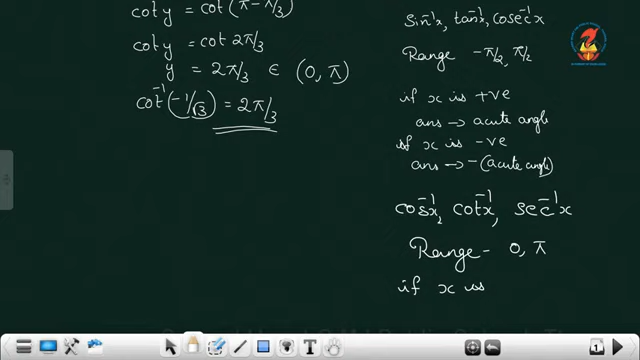 cot y = cot (π - π/3)
cot y = cot 2π/3
y = 2π/3 ∈ (0, π)
cot⁻¹(-1/√3) = 2π/3
sin⁻¹x, tan⁻¹x, cosec⁻¹x
Range -π/2, π/2
if x is +ve
ans → acute angle
if x is -ve
ans → -(acute angle)
cos⁻¹x, cot⁻¹x, sec⁻¹x
Range - 0, π
if x is
1